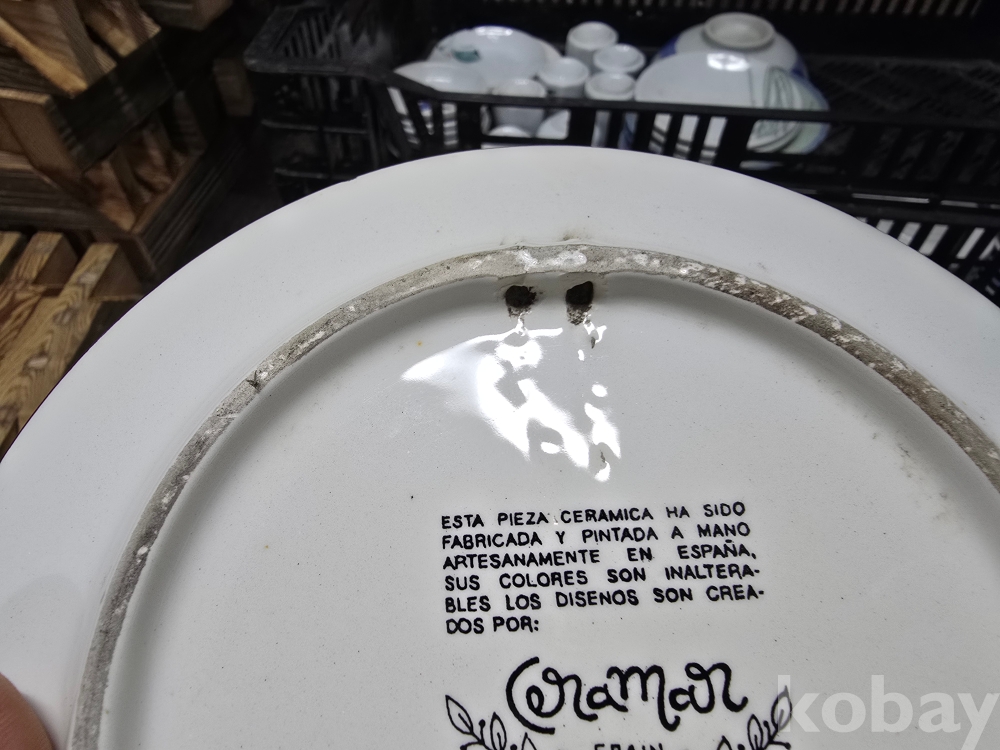 ESTA PIEZA CERAMICA HA SIDO
FABRICADA Y PINTADA A MANO
ARTESANAMENTE EN ESPAÑA,
SUS COLORES SON INALTERA-
BLES LOS DISENOS SON CREA-
DOS POR:
Ceramar
SPAIN
kobay